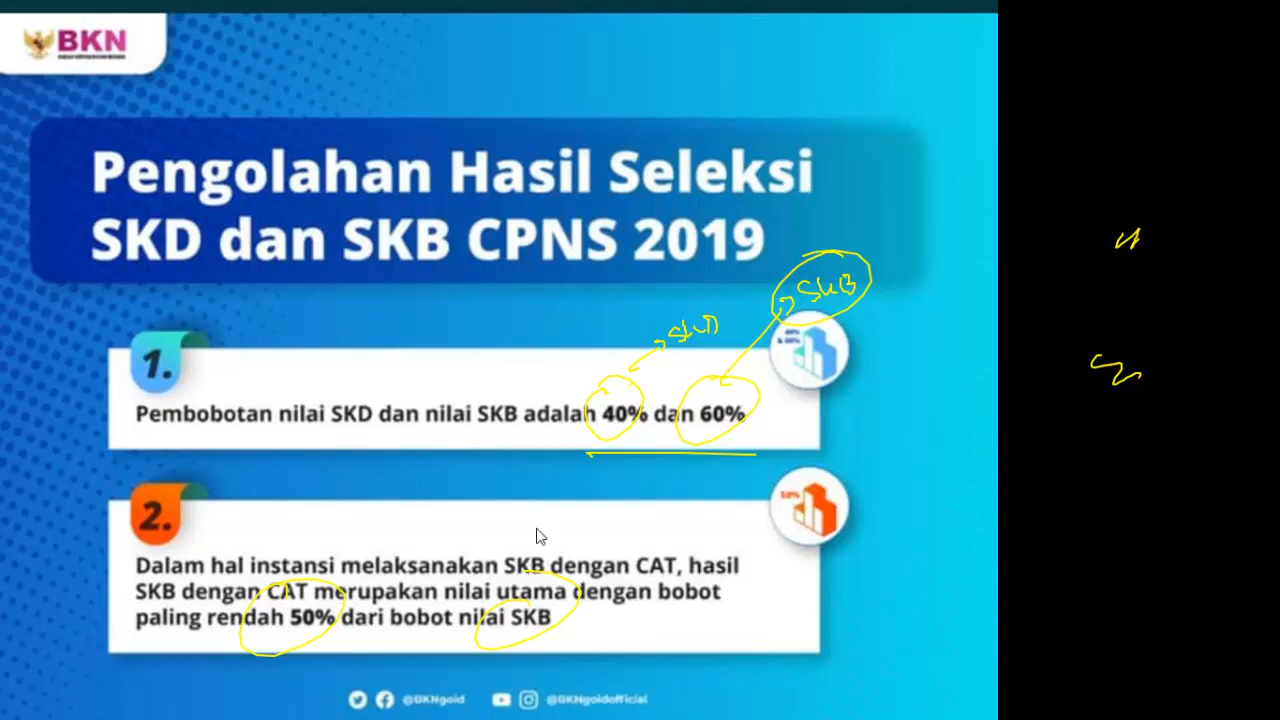 BKN
Pengolahan Hasil Seleksi
SKD dan SKB CPNS 2019
SKB
SKD
1.
Pembobotan nilai SKD dan nilai SKB adalah 40% dan 60%
2.
50%
Dalam hal instansi melaksanakan SKB dengan CAT, hasil
SKB dengan CAT merupakan nilai utama dengan bobot
paling rendah 50% dari bobot nilai SKB
@BKNgoid
@BKNgoidofficial